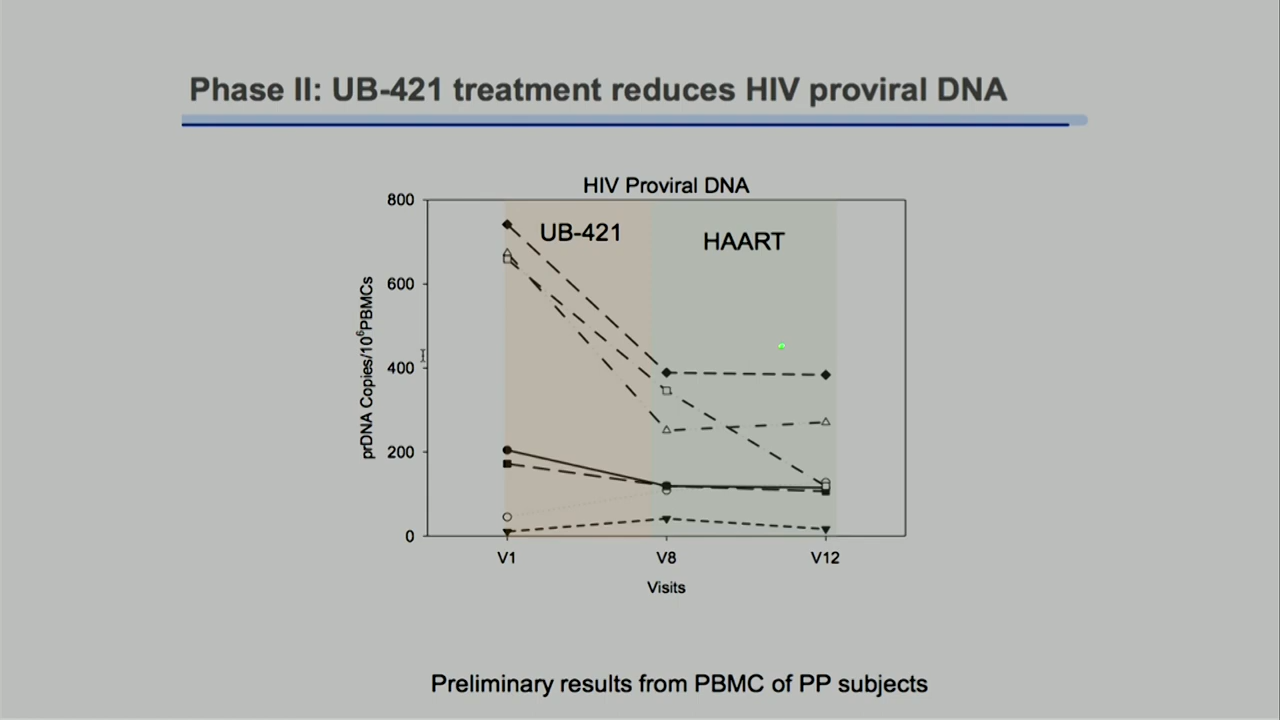 Phase II: UB-421 treatment reduces HIV proviral DNA
HIV Proviral DNA
UB-421
HAART
prDNA Copies/10⁶PBMCs
800
600
400
200
0
V1
V8
V12
Visits
Preliminary results from PBMC of PP subjects